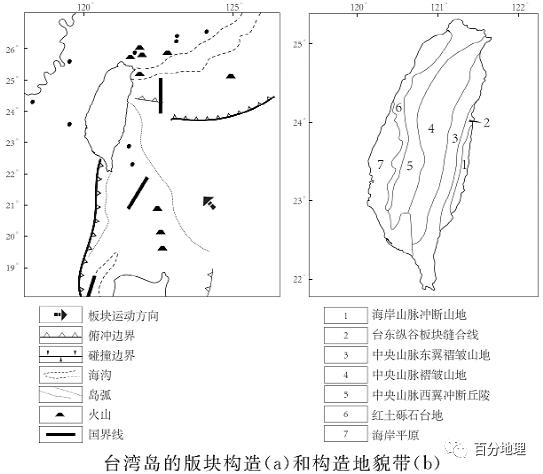 120°
125°
26°
25°
24°
23°
22°
21°
20°
19°
120°
121°
122°
25°
24°
23°
22°
1
2
3
4
5
6
7
板块运动方向
俯冲边界
碰撞边界
海沟
岛弧
火山
国界线
1 海岸山脉冲断山地
2 台东纵谷板块缝合线
3 中央山脉东翼褶皱山地
4 中央山脉褶皱山地
5 中央山脉西翼冲断丘陵
6 红土砾石台地
7 海岸平原
百分地理
台湾岛的版块构造(a)和构造地貌带(b)